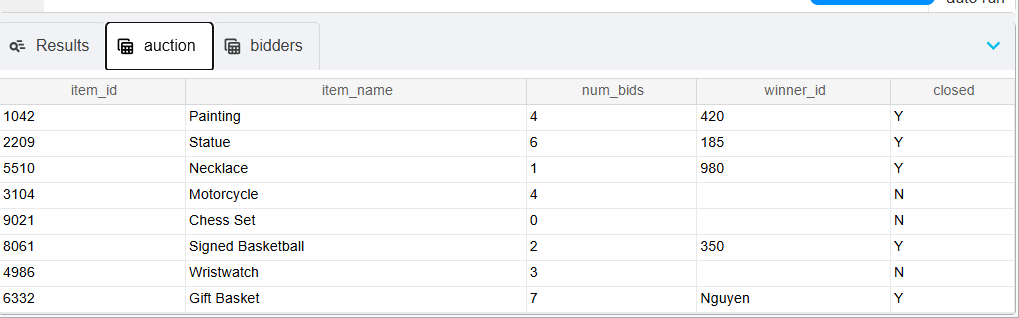 auto run
Results auction bidders
item_id item_name num_bids winner_id closed
1042 Painting 4 420 Y
2209 Statue 6 185 Y
5510 Necklace 1 980 Y
3104 Motorcycle 4 N
9021 Chess Set 0 N
8061 Signed Basketball 2 350 Y
4986 Wristwatch 3 N
6332 Gift Basket 7 Nguyen Y